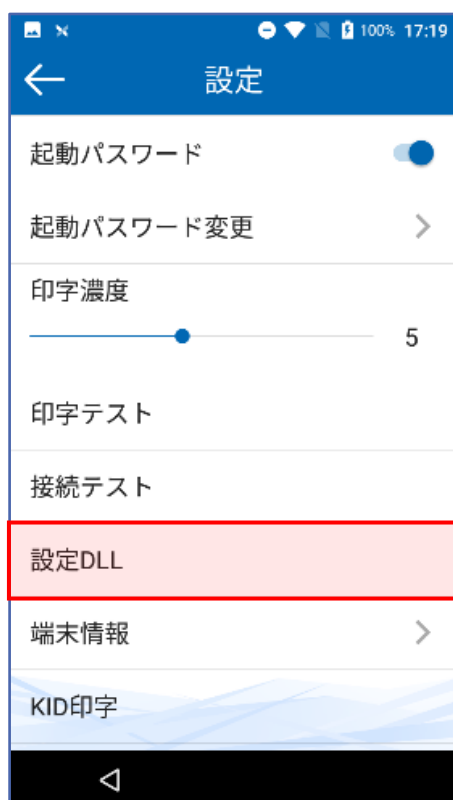 100% 17:19
設定
起動パスワード
起動パスワード変更
印字濃度
5
印字テスト
接続テスト
設定DLL
端末情報
KID印字